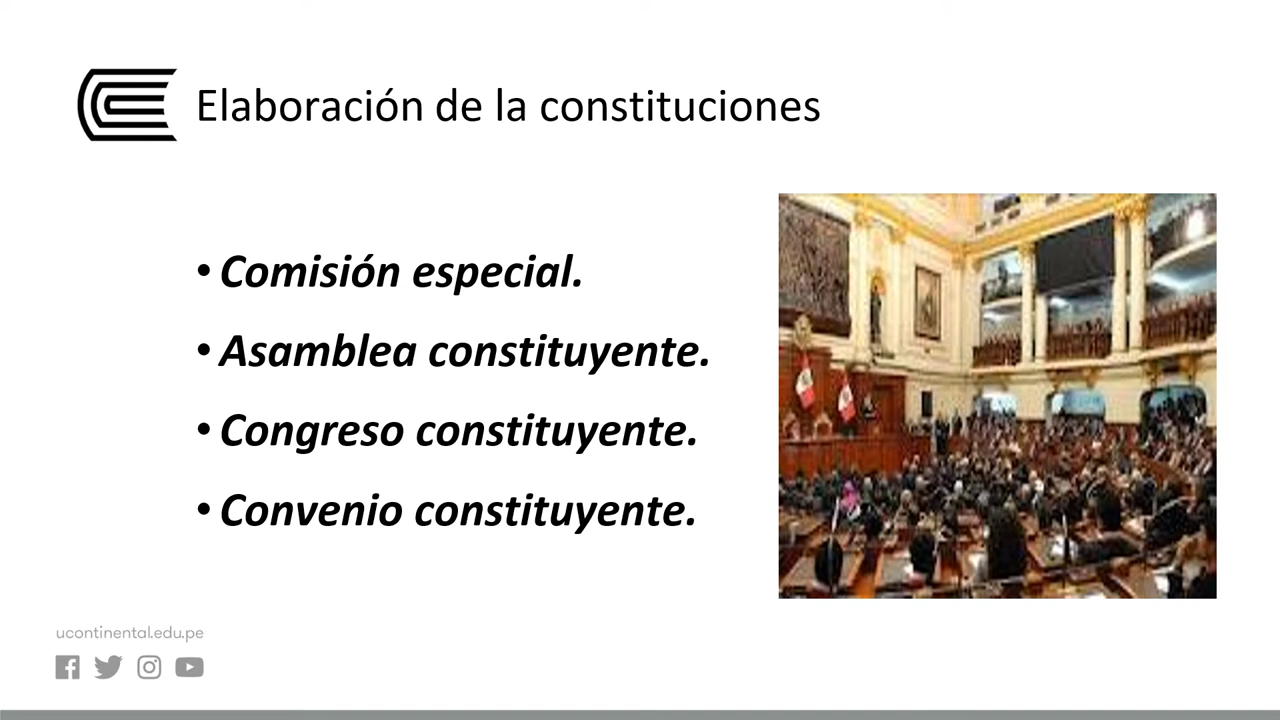 Elaboración de la constituciones
• Comisión especial.
• Asamblea constituyente.
• Congreso constituyente.
• Convenio constituyente.
ucontinental.edu.pe